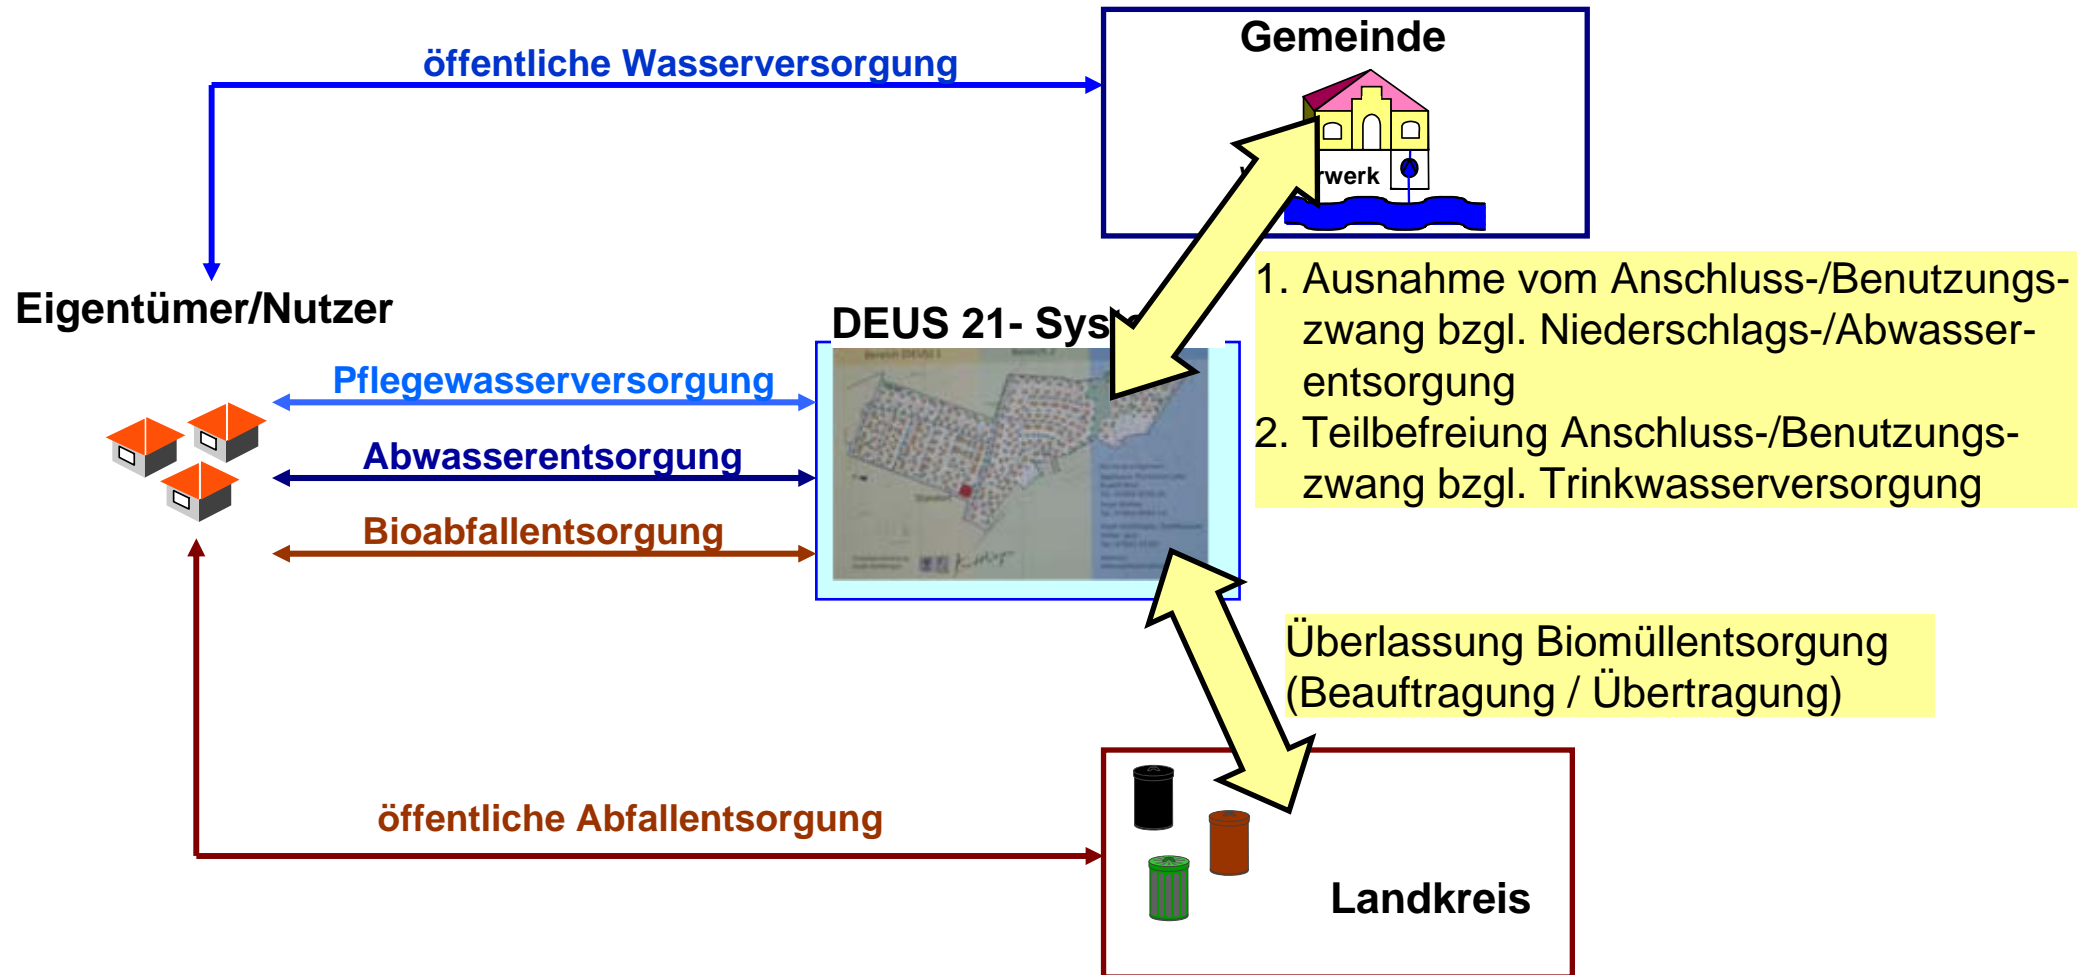 Gemeinde
öffentliche Wasserversorgung
rwerk
Eigentümer/Nutzer
DEUS 21- Sys
1. Ausnahme vom Anschluss-/Benutzungs-
zwang bzgl. Niederschlags-/Abwasser-
entsorgung
2. Teilbefreiung Anschluss-/Benutzungs-
zwang bzgl. Trinkwasserversorgung
Pflegewasserversorgung
Abwasserentsorgung
Bioabfallentsorgung
Überlassung Biomüllentsorgung
(Beauftragung / Übertragung)
öffentliche Abfallentsorgung
Landkreis